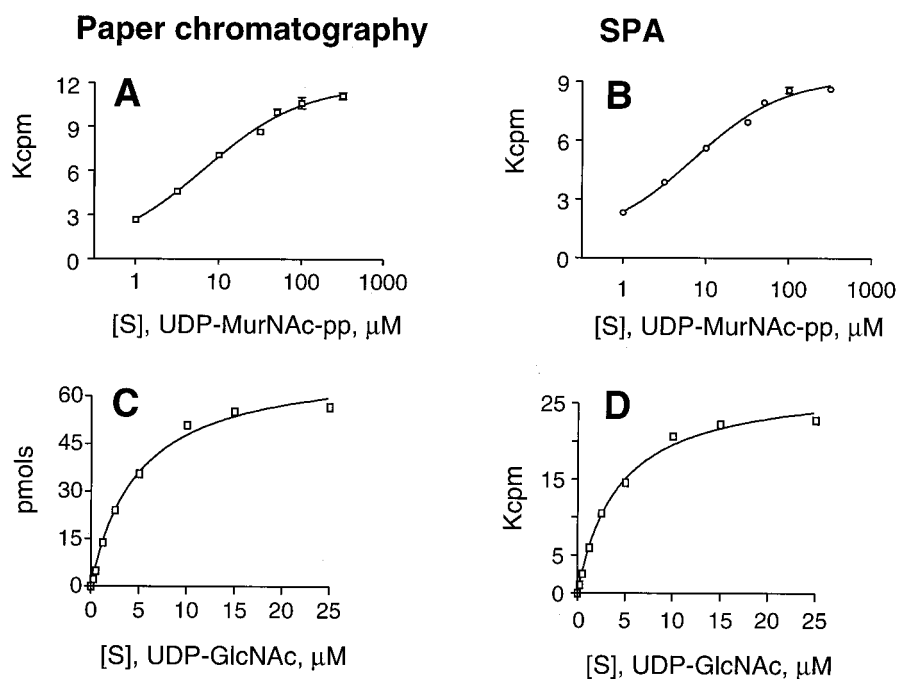 Paper chromatography
SPA
A
12
9
6
3
0
Kcpm
1 10 100 1000
[S], UDP-MurNAc-pp, μM
B
9
6
3
0
Kcpm
1 10 100 1000
[S], UDP-MurNAc-pp, μM
C
60
45
30
15
0
pmols
0 5 10 15 20 25
[S], UDP-GlcNAc, μM
D
25
15
5
0
Kcpm
0 5 10 15 20 25
[S], UDP-GlcNAc, μM